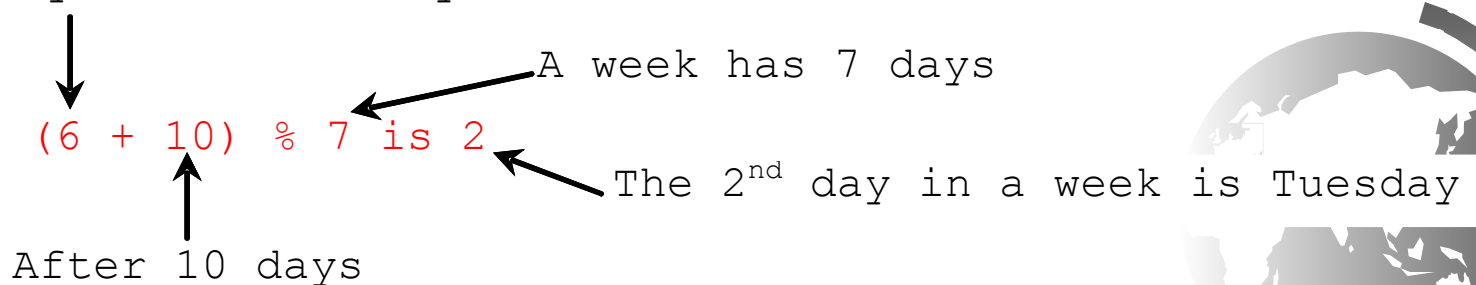 A week has 7 days
(6 + 10) % 7 is 2
The 2nd day in a week is Tuesday
After 10 days